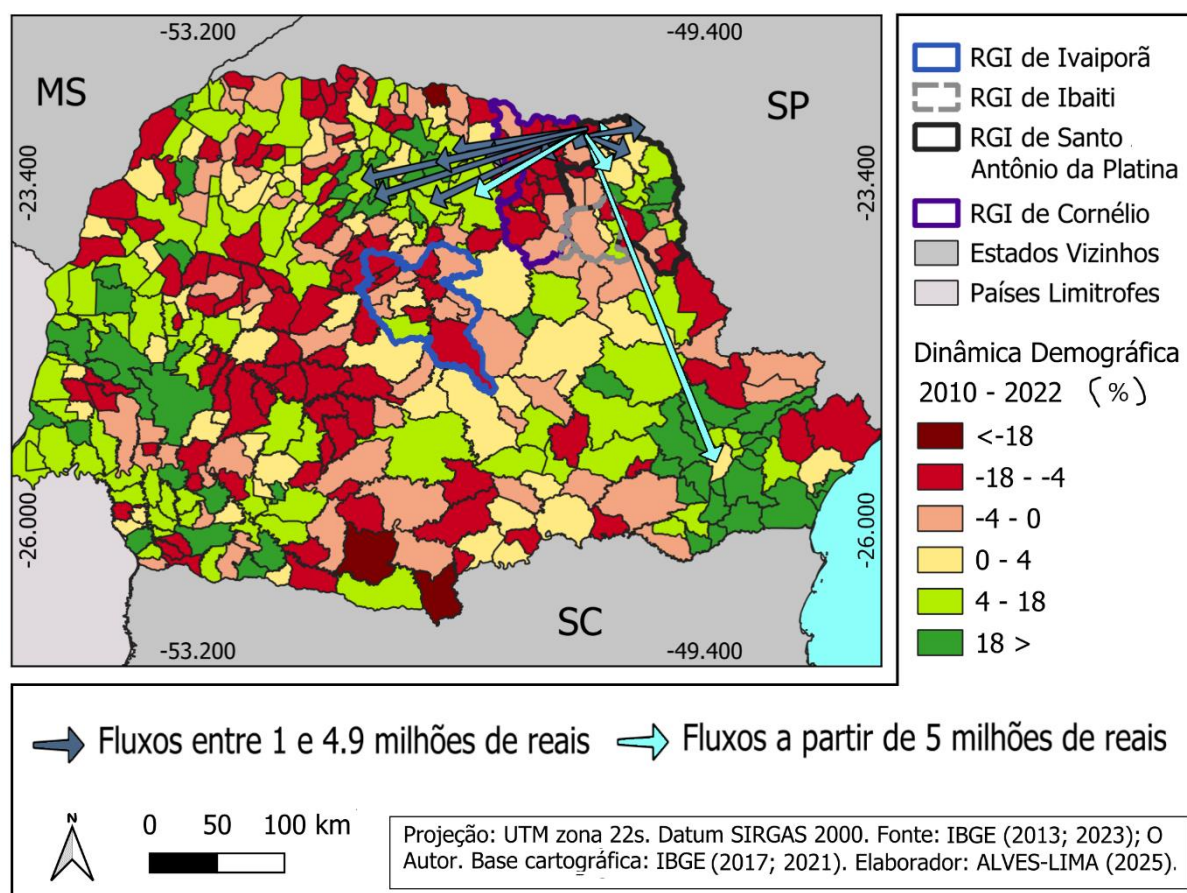 -53.200
-49.400
MS
SP
-23.400
-23.400
-26.000
-26.000
SC
-53.200
-49.400
RGI de Ivaiporã
RGI de Ibaiti
RGI de Santo
Antônio da Platina
RGI de Cornélio
Estados Vizinhos
Países Limitrofes
Dinâmica Demográfica
2010 - 2022 (%)
<-18
-18 - -4
-4 - 0
0 - 4
4 - 18
18 >
Fluxos entre 1 e 4.9 milhões de reais
Fluxos a partir de 5 milhões de reais
N
0 50 100 km
Projeção: UTM zona 22s. Datum SIRGAS 2000. Fonte: IBGE (2013; 2023); O
Autor. Base cartográfica: IBGE (2017; 2021). Elaborador: ALVES-LIMA (2025).